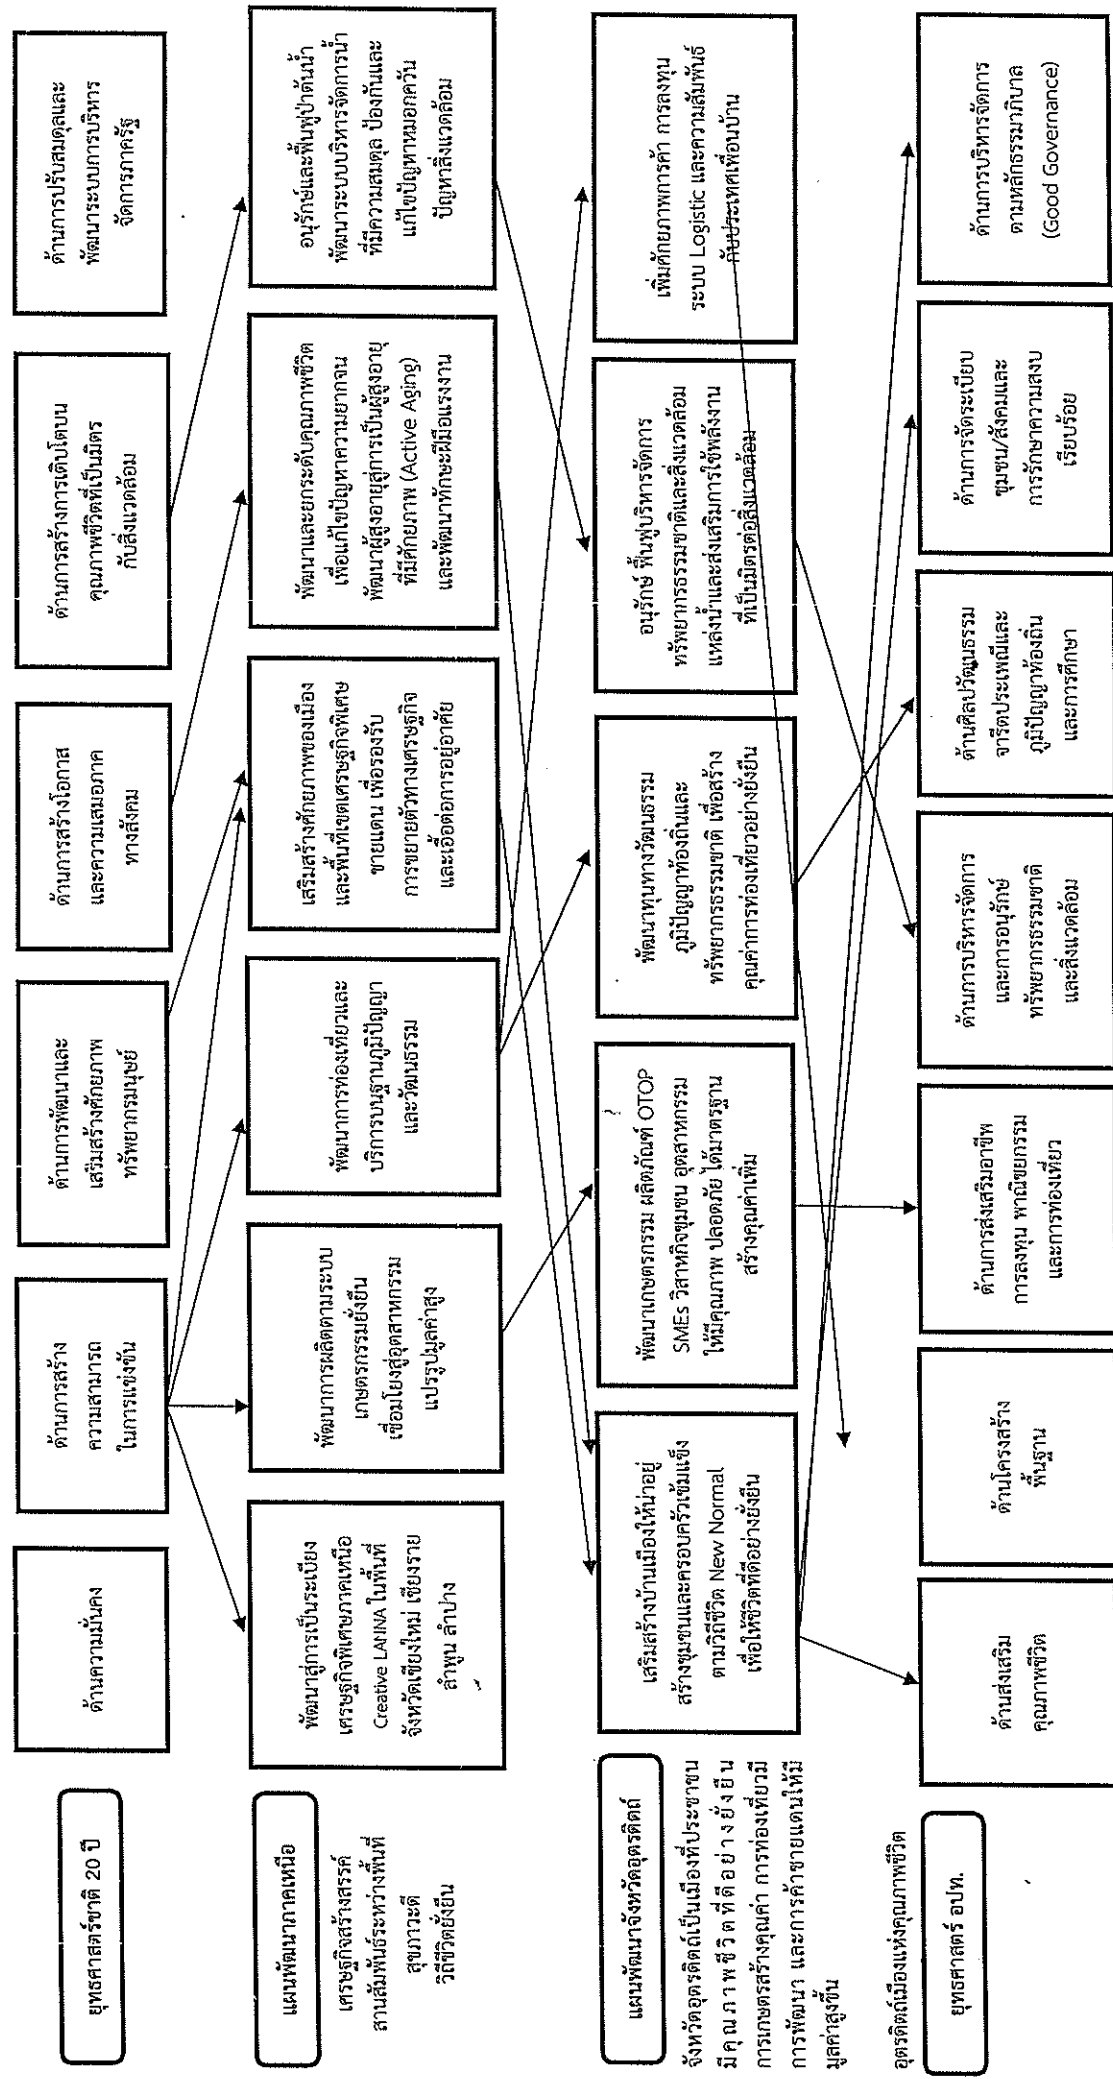 ยุทธศาสตร์ชาติ 20 ปี
ด้านความมั่นคง
ด้านการสร้าง
ความสามารถ
ในการแข่งขัน
ด้านการพัฒนาและ
เสริมสร้างศักยภาพ
ทรัพยากรมนุษย์
ด้านการสร้างโอกาส
และความเสมอภาค
ทางสังคม
ด้านการสร้างการเติบโตบน
คุณภาพชีวิตที่เป็นมิตร
กับสิ่งแวดล้อม
ด้านการปรับสมดุลและ
พัฒนาระบบการบริหาร
จัดการภาครัฐ
แผนพัฒนาภาคเหนือ
เศรษฐกิจสร้างสรรค์
สานสัมพันธ์ระหว่างพื้นที่
สุขภาวะดี
วิถีชีวิตยั่งยืน
พัฒนาสู่การเป็นระเบียง
เศรษฐกิจพิเศษภาคเหนือ
Creative LANNA ในพื้นที่
จังหวัดเชียงใหม่ เชียงราย
ลำพูน ลำปาง
พัฒนาการผลิตตามระบบ
เกษตรกรรมยั่งยืน
เชื่อมโยงสู่อุตสาหกรรม
แปรรูปมูลค่าสูง
พัฒนาการท่องเที่ยวและ
บริการบนฐานภูมิปัญญา
และวัฒนธรรม
เสริมสร้างศักยภาพของเมือง
และพื้นที่เขตเศรษฐกิจพิเศษ
ชายแดน เพื่อรองรับ
การขยายตัวทางเศรษฐกิจ
และเอื้อต่อการอยู่อาศัย
พัฒนาและยกระดับคุณภาพชีวิต
เพื่อแก้ไขปัญหาความยากจน
พัฒนาผู้สูงอายุสู่การเป็นผู้สูงอายุ
ที่มีศักยภาพ (Active Aging)
และพัฒนาทักษะฝีมือแรงงาน
อนุรักษ์และฟื้นฟูป่าต้นน้ำ
พัฒนาระบบบริหารจัดการน้ำ
ที่มีความสมดุล ป้องกันและ
แก้ไขปัญหาหมอกควัน
ปัญหาสิ่งแวดล้อม
แผนพัฒนาจังหวัดอุตรดิตถ์
จังหวัดอุตรดิตถ์เป็นเมืองที่ประชาชน
มีคุณภาพชีวิตที่ดีอย่างยั่งยืน
การเกษตรสร้างคุณค่า การท่องเที่ยวมี
การพัฒนา และการค้าชายแดนให้มี
มูลค่าสูงขึ้น
เสริมสร้างบ้านเมืองให้น่าอยู่
สร้างชุมชนและครอบครัวเข้มแข็ง
ตามวิถีชีวิต New Normal
เพื่อให้ชีวิตที่ดีอย่างยั่งยืน
พัฒนาเกษตรกรรม ผลิตภัณฑ์ OTOP
SMEs วิสาหกิจชุมชน อุตสาหกรรม
ให้มีคุณภาพ ปลอดภัย ได้มาตรฐาน
สร้างคุณค่าเพิ่ม
พัฒนาทุนทางวัฒนธรรม
ภูมิปัญญาท้องถิ่นและ
ทรัพยากรธรรมชาติ เพื่อสร้าง
คุณค่าการท่องเที่ยวอย่างยั่งยืน
อนุรักษ์ ฟื้นฟูบริหารจัดการ
ทรัพยากรธรรมชาติและสิ่งแวดล้อม
แหล่งน้ำและส่งเสริมการใช้พลังงาน
ที่เป็นมิตรต่อสิ่งแวดล้อม
เพิ่มศักยภาพการค้า การลงทุน
ระบบ Logistic และความสัมพันธ์
กับประเทศเพื่อนบ้าน
อุตรดิตถ์เมืองแห่งคุณภาพชีวิต
ยุทธศาสตร์ อปท.
ด้านส่งเสริม
คุณภาพชีวิต
ด้านโครงสร้าง
พื้นฐาน
ด้านการส่งเสริมอาชีพ
การลงทุน พาณิชยกรรม
และการท่องเที่ยว
ด้านการบริหารจัดการ
และการอนุรักษ์
ทรัพยากรธรรมชาติ
และสิ่งแวดล้อม
ด้านศิลปวัฒนธรรม
จารีตประเพณีและ
ภูมิปัญญาท้องถิ่น
และการศึกษา
ด้านการจัดระเบียบ
ชุมชน/สังคมและ
การรักษาความสงบ
เรียบร้อย
ด้านการบริหารจัดการ
ตามหลักธรรมาภิบาล
(Good Governance)